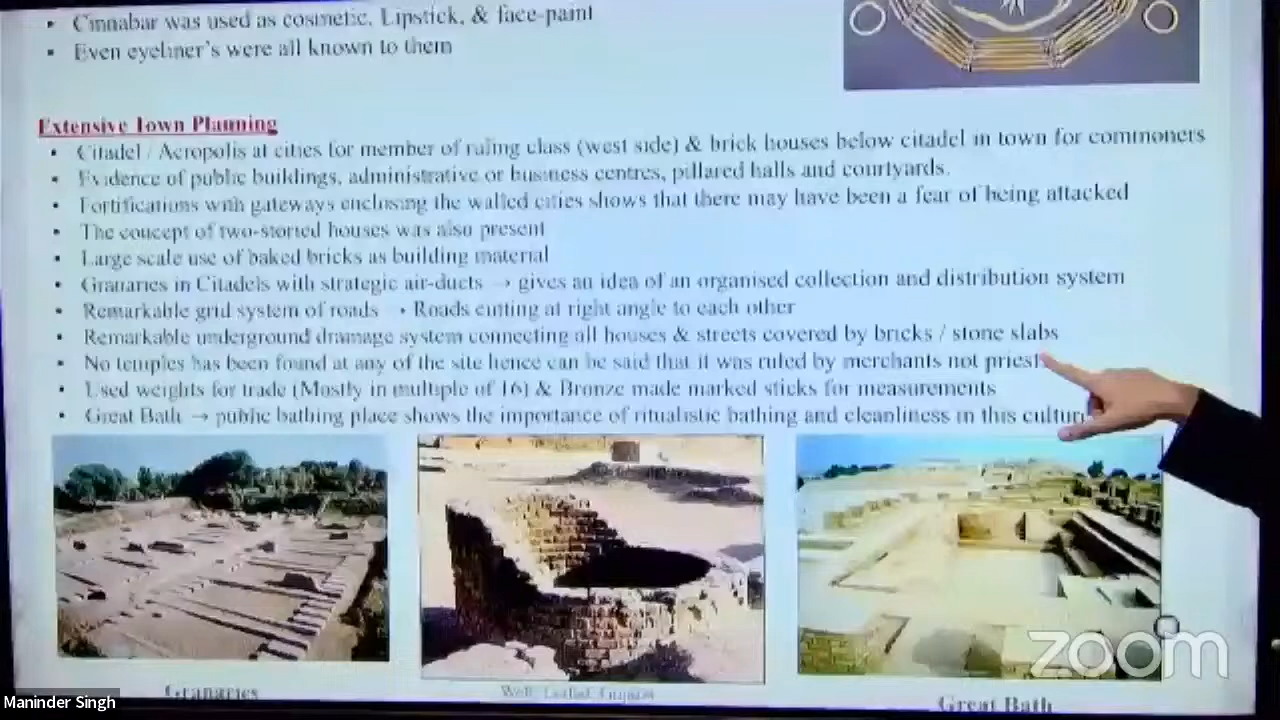 • Cinnabar was used as cosmetic, Lipstick, & face-paint
• Even eyeliner's were all known to them
Extensive Town Planning
• Citadel / Acropolis at cities for member of ruling class (west side) & brick houses below citadel in town for commoners
• Evidence of public buildings, administrative or business centres, pillared halls and courtyards.
• Fortifications with gateways enclosing the walled cities shows that there may have been a fear of being attacked
• The concept of two-storied houses was also present
• Large scale use of baked bricks as building material
• Granaries in Citadels with strategic air-ducts → gives an idea of an organised collection and distribution system
• Remarkable grid system of roads → Roads cutting at right angle to each other
• Remarkable underground drainage system connecting all houses & streets covered by bricks / stone slabs
• No temples has been found at any of the site hence can be said that it was ruled by merchants not priest
• Used weights for trade (Mostly in multiple of 16) & Bronze made marked sticks for measurements
• Great Bath → public bathing place shows the importance of ritualistic bathing and cleanliness in this culture
Granaries
Well, Lothal, Gujarat
Great Bath
zoom
Maninder Singh